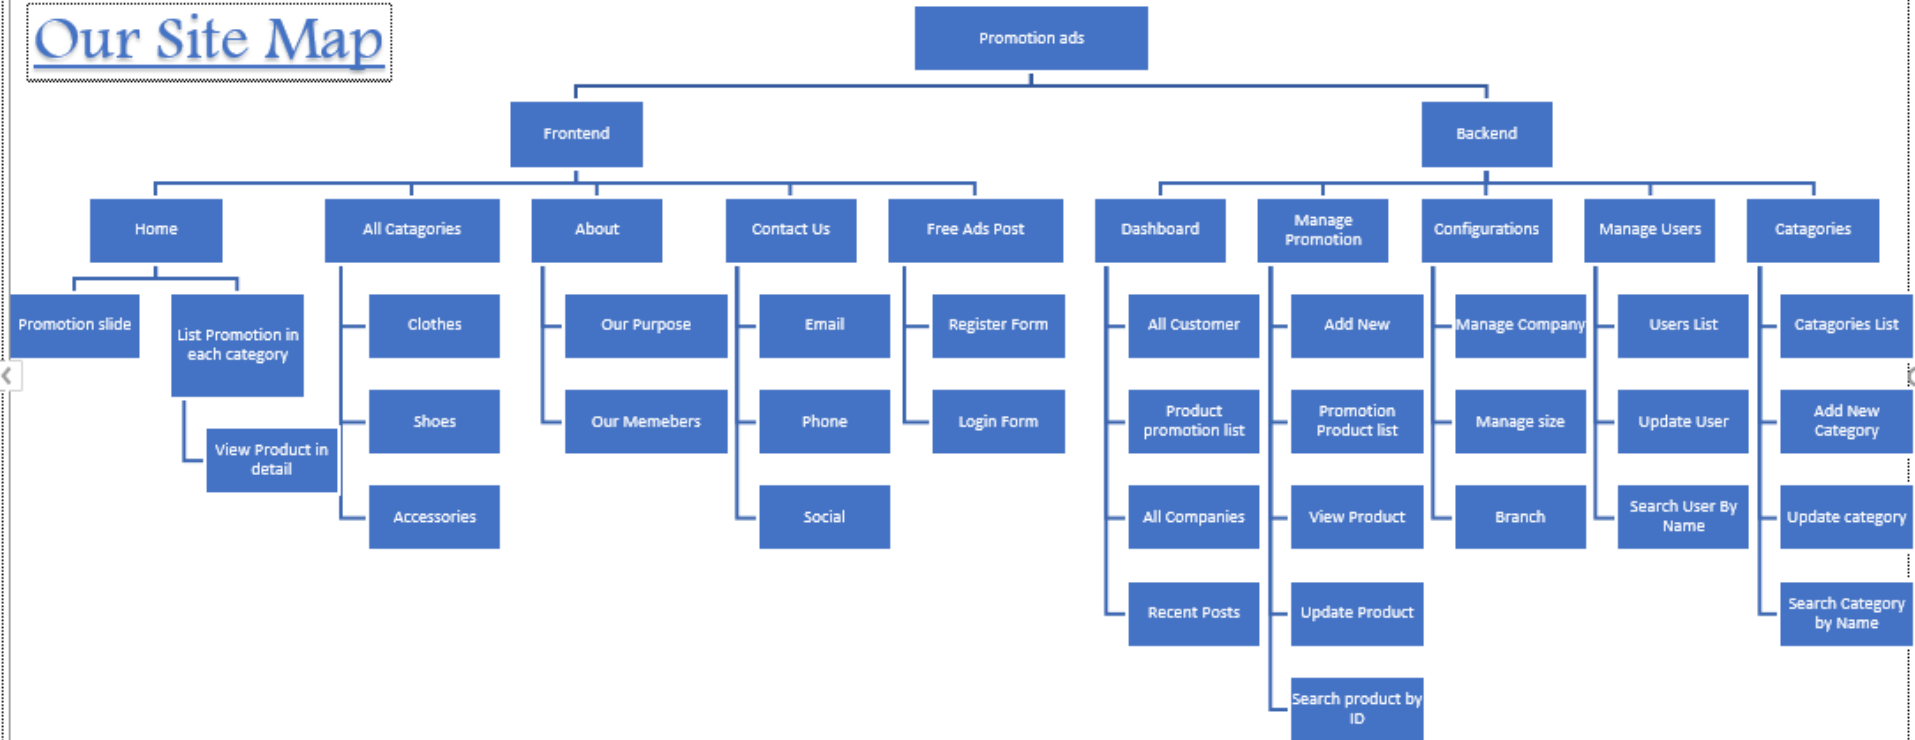 Our Site Map
Promotion ads
Frontend
Backend
Home
All Catagories
About
Contact Us
Free Ads Post
Dashboard
Manage
Promotion
Configurations
Manage Users
Catagories
Promotion slide
List Promotion in
each category
View Product in
detail
Clothes
Shoes
Accessories
Our Purpose
Our Memebers
Email
Phone
Social
Register Form
Login Form
All Customer
Product
promotion list
All Companies
Recent Posts
Add New
Promotion
Product list
View Product
Update Product
Search product by
ID
Manage Company
Manage size
Branch
Users List
Update User
Search User By
Name
Catagories List
Add New
Category
Update category
Search Category
by Name